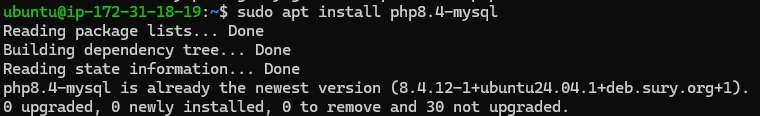 ubuntu@ip-172-31-18-19:~$ sudo apt install php8.4-mysql
Reading package lists... Done
Building dependency tree... Done
Reading state information... Done
php8.4-mysql is already the newest version (8.4.12-1+ubuntu24.04.1+deb.sury.org+1).
0 upgraded, 0 newly installed, 0 to remove and 30 not upgraded.